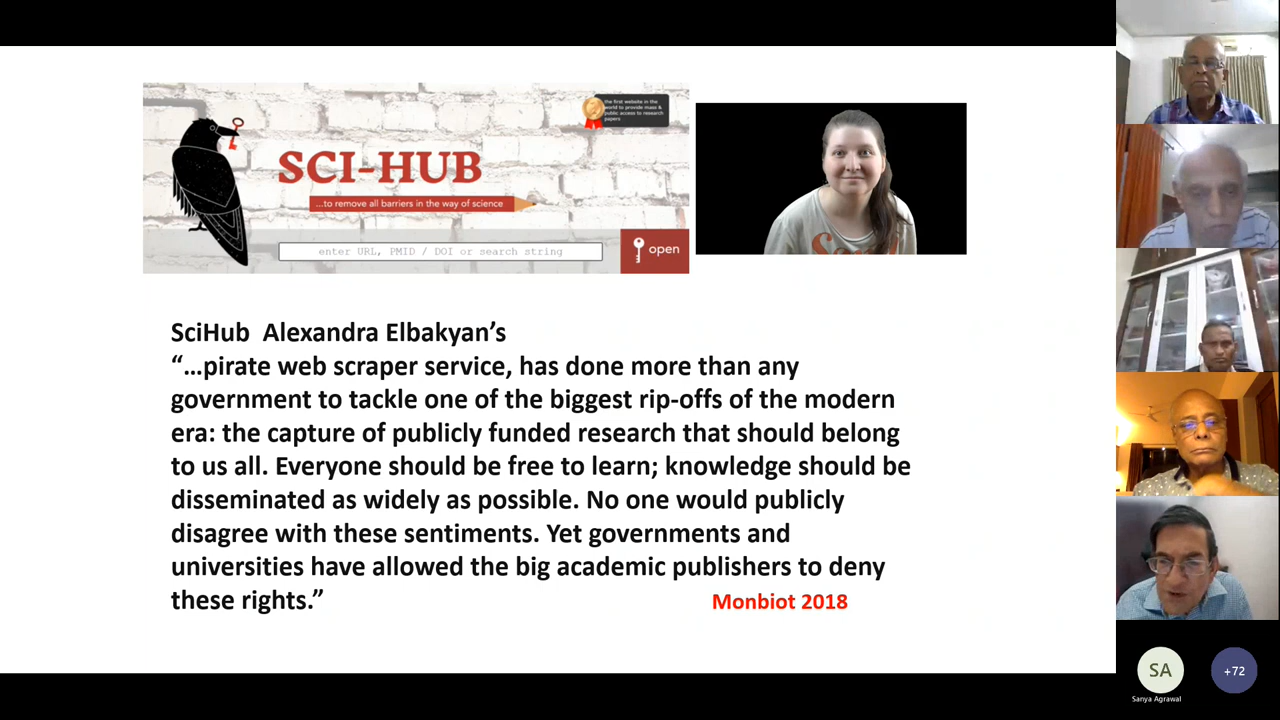 the first website in the
world to provide mass &
public access to research
papers
SCI-HUB
...to remove all barriers in the way of science
enter URL, PMID / DOI or search string
open
SciHub Alexandra Elbakyan’s
“…pirate web scraper service, has done more than any
government to tackle one of the biggest rip-offs of the modern
era: the capture of publicly funded research that should belong
to us all. Everyone should be free to learn; knowledge should be
disseminated as widely as possible. No one would publicly
disagree with these sentiments. Yet governments and
universities have allowed the big academic publishers to deny
these rights.”
Monbiot 2018
SA
Sanya Agrawal
+72